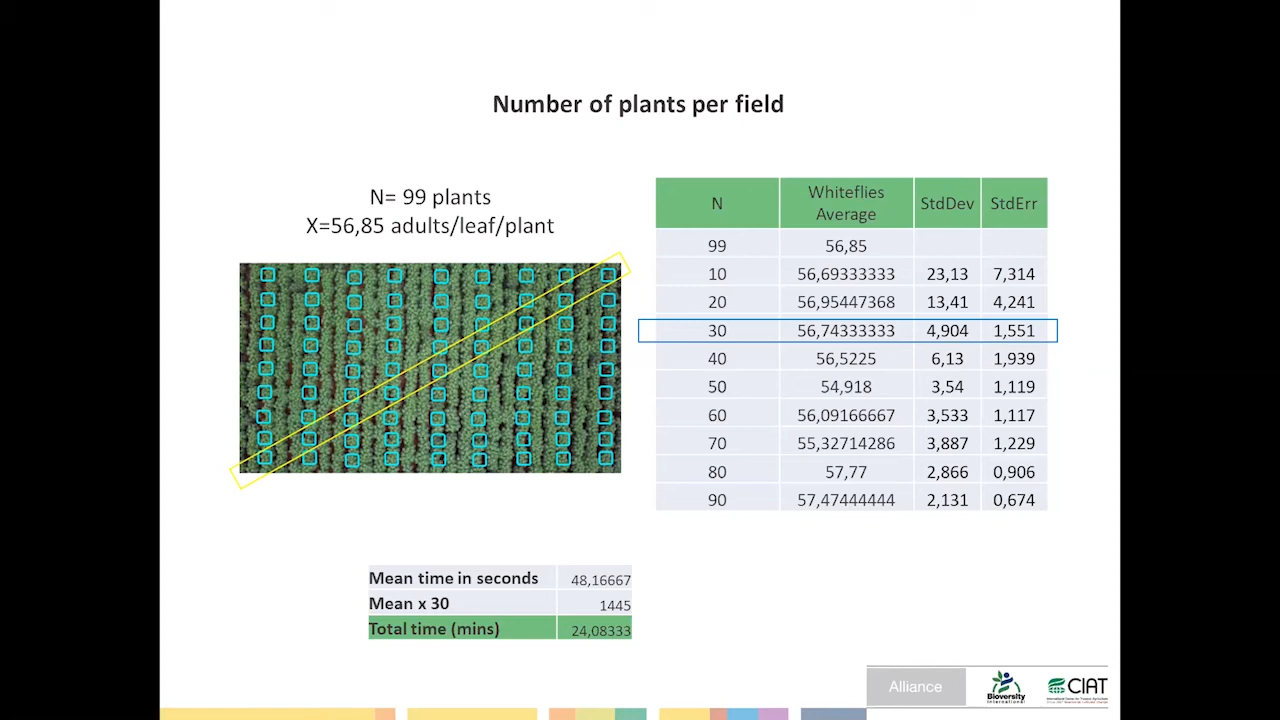 Number of plants per field
N= 99 plants
X=56,85 adults/leaf/plant
N Whiteflies Average StdDev StdErr
99 56,85
10 56,69333333 23,13 7,314
20 56,95447368 13,41 4,241
30 56,74333333 4,904 1,551
40 56,5225 6,13 1,939
50 54,918 3,54 1,119
60 56,09166667 3,533 1,117
70 55,32714286 3,887 1,229
80 57,77 2,866 0,906
90 57,47444444 2,131 0,674
Mean time in seconds 48,16667
Mean x 30 1445
Total time (mins) 24,08333
Alliance
Bioversity
International
CIAT